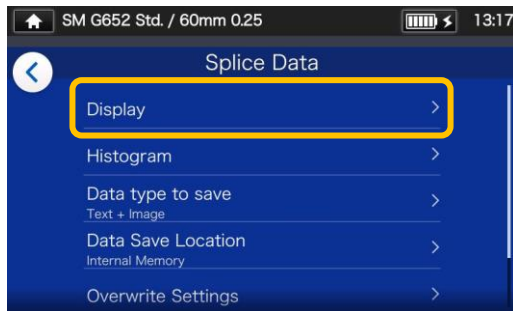 SM G652 Std. / 60mm 0.25 13:17
Splice Data
Display
Histogram
Data type to save
Text + Image
Data Save Location
Internal Memory
Overwrite Settings